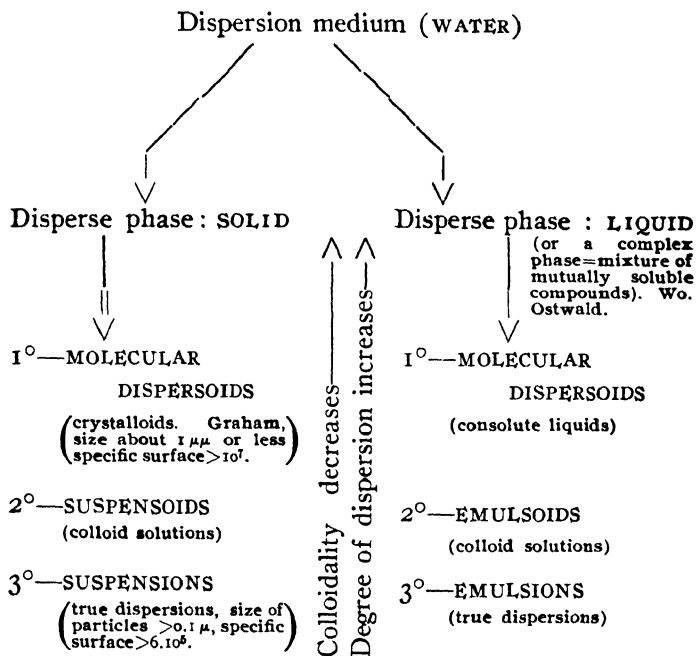 Dispersion medium (WATER)
Disperse phase : SOLID
1°—MOLECULAR
DISPERSOIDS
(crystalloids. Graham,
size about 1 μμ or less
specific surface>10⁷.)
2°—SUSPENSOIDS
(colloid solutions)
3°—SUSPENSIONS
(true dispersions, size of
particles >0.1 μ, specific
surface>6.10⁵.)
Colloidality decreases
Degree of dispersion increases
Disperse phase : LIQUID
(or a complex
phase=mixture of
mutually soluble
compounds). Wo.
Ostwald.
1°—MOLECULAR
DISPERSOIDS
(consolute liquids)
2°—EMULSOIDS
(colloid solutions)
3°—EMULSIONS
(true dispersions)